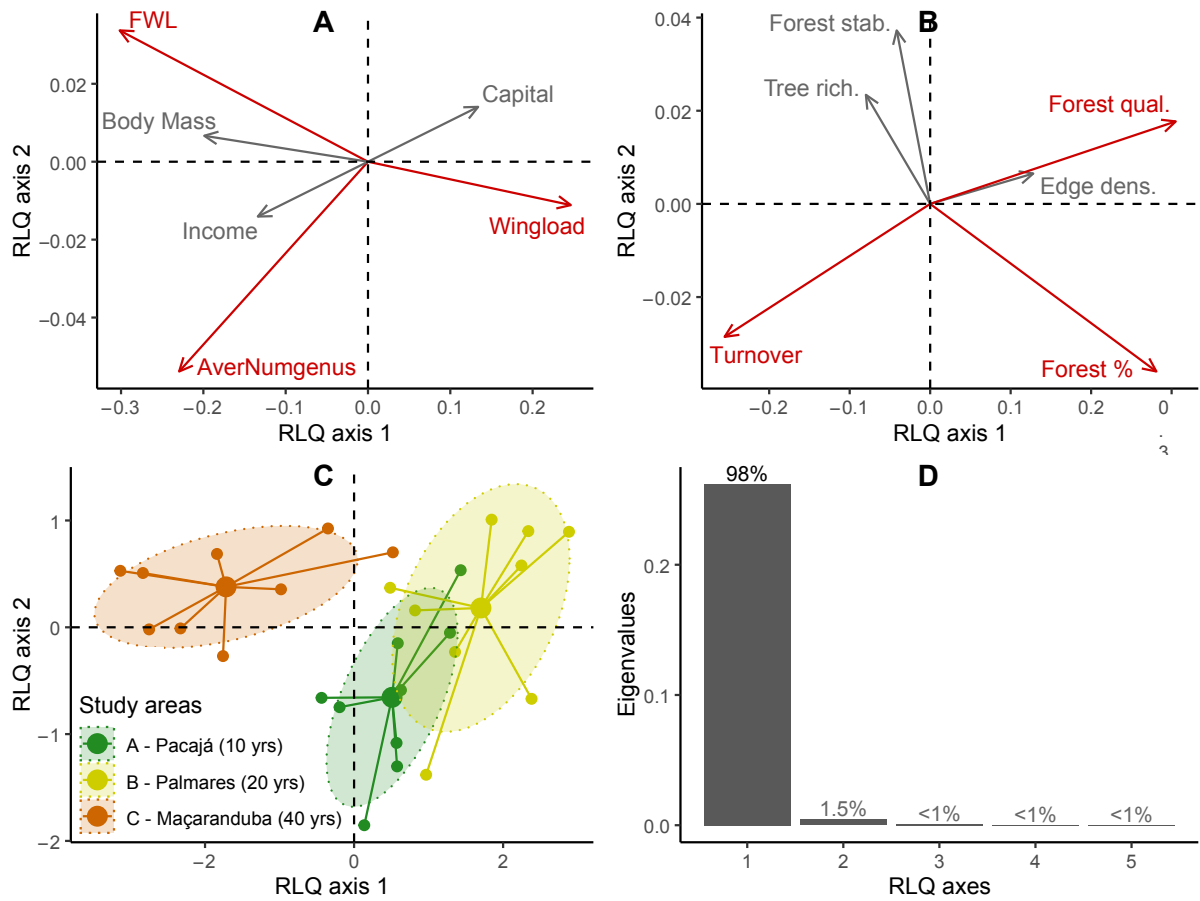 A
FWL
Capital
Body Mass
Income
Wingload
AverNumgenus
0.02
0.00
−0.02
−0.04
RLQ axis 2
−0.3 −0.2 −0.1 0.0 0.1 0.2
RLQ axis 1
B
Forest stab.
Tree rich.
Forest qual.
Edge dens.
Turnover
Forest %
0.04
0.02
0.00
−0.02
RLQ axis 2
−0.2 −0.1 0.0 0.1 0.2 0
.
3
RLQ axis 1
C
1
0
−1
−2
RLQ axis 2
Study areas
A - Pacajá (10 yrs)
B - Palmares (20 yrs)
C - Maçaranduba (40 yrs)
−2 0 2
RLQ axis 1
D
98%
1.5% <1% <1% <1%
0.2
0.1
0.0
Eigenvalues
1 2 3 4 5
RLQ axes